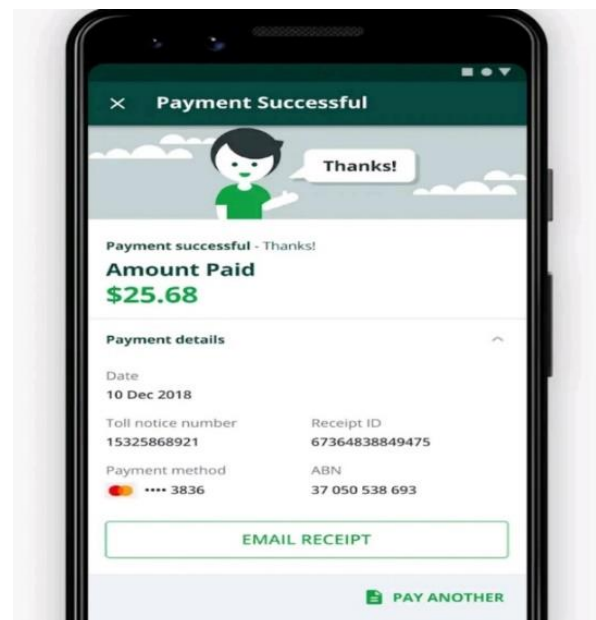 Payment Successful
Thanks!
Payment successful - Thanks!
Amount Paid
$25.68
Payment details
Date
10 Dec 2018
Toll notice number Receipt ID
15325868921 67364838849475
Payment method ABN
•••• 3836 37 050 538 693
EMAIL RECEIPT
PAY ANOTHER